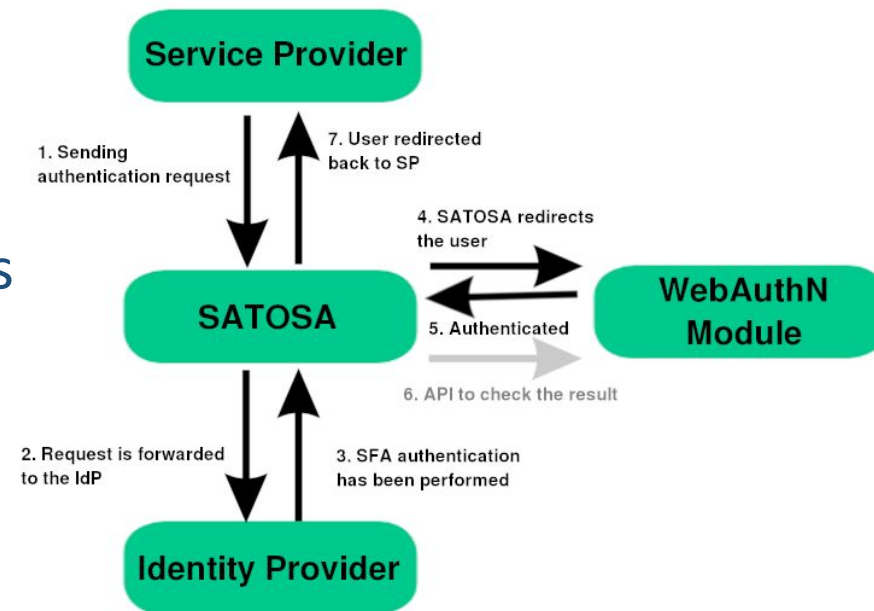 Service Provider
1. Sending
authentication request
7. User redirected
back to SP
4. SATOSA redirects
the user
s
SATOSA
WebAuthN
Module
5. Authenticated
6. API to check the result
2. Request is forwarded
to the IdP
3. SFA authentication
has been performed
Identity Provider